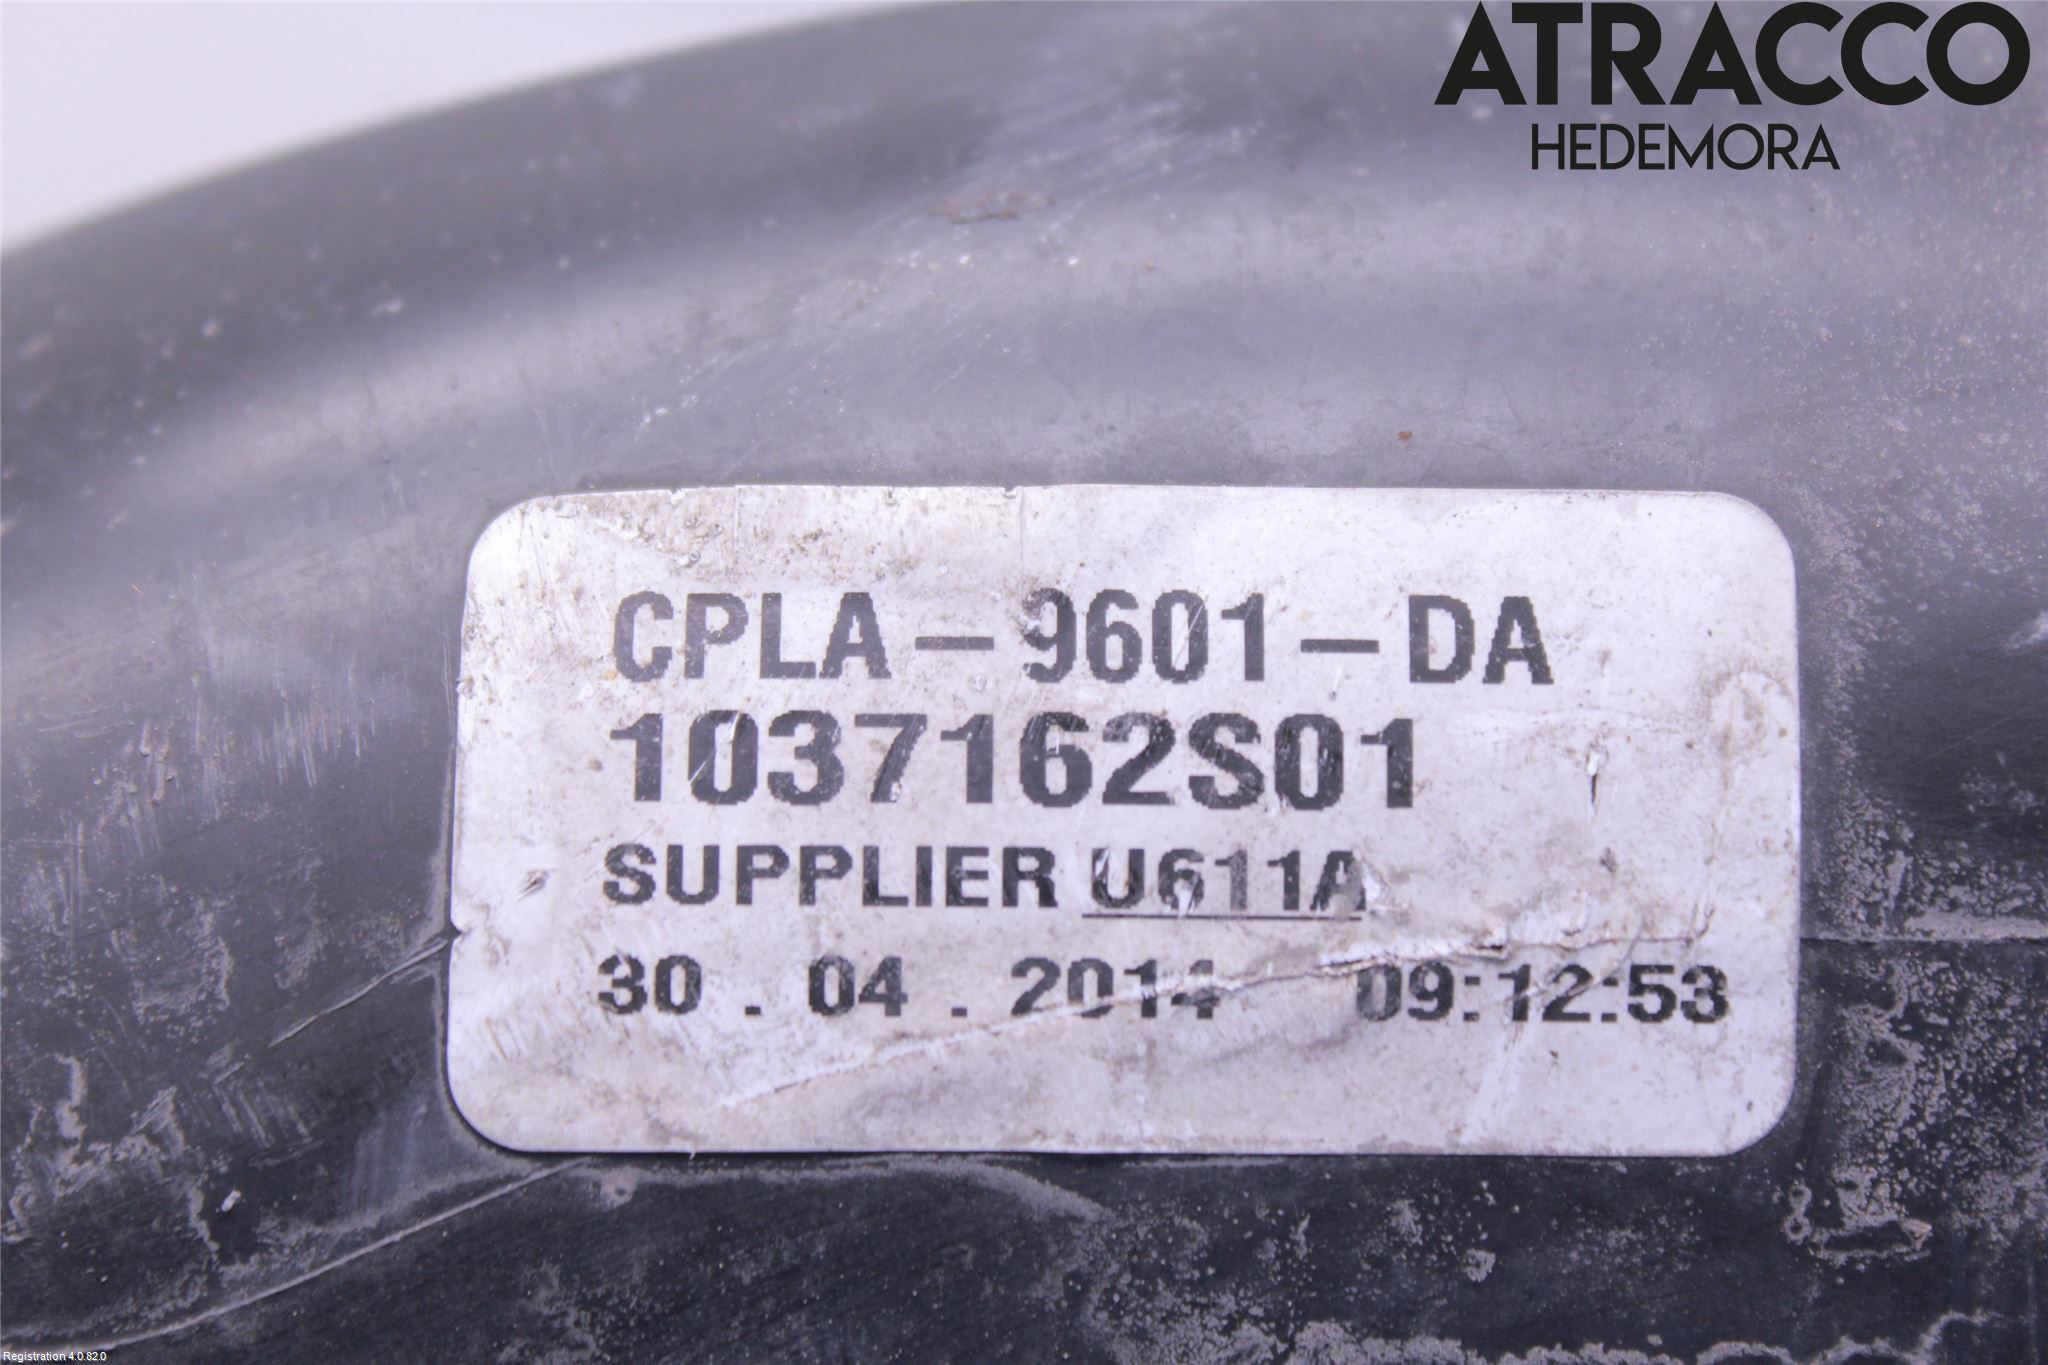 ATRACCO
HEDEMORA
CPLA-9601-DA
1037162S01
SUPPLIER U611A
30.04.2014 09:12:53
Registration 4.0.82.0